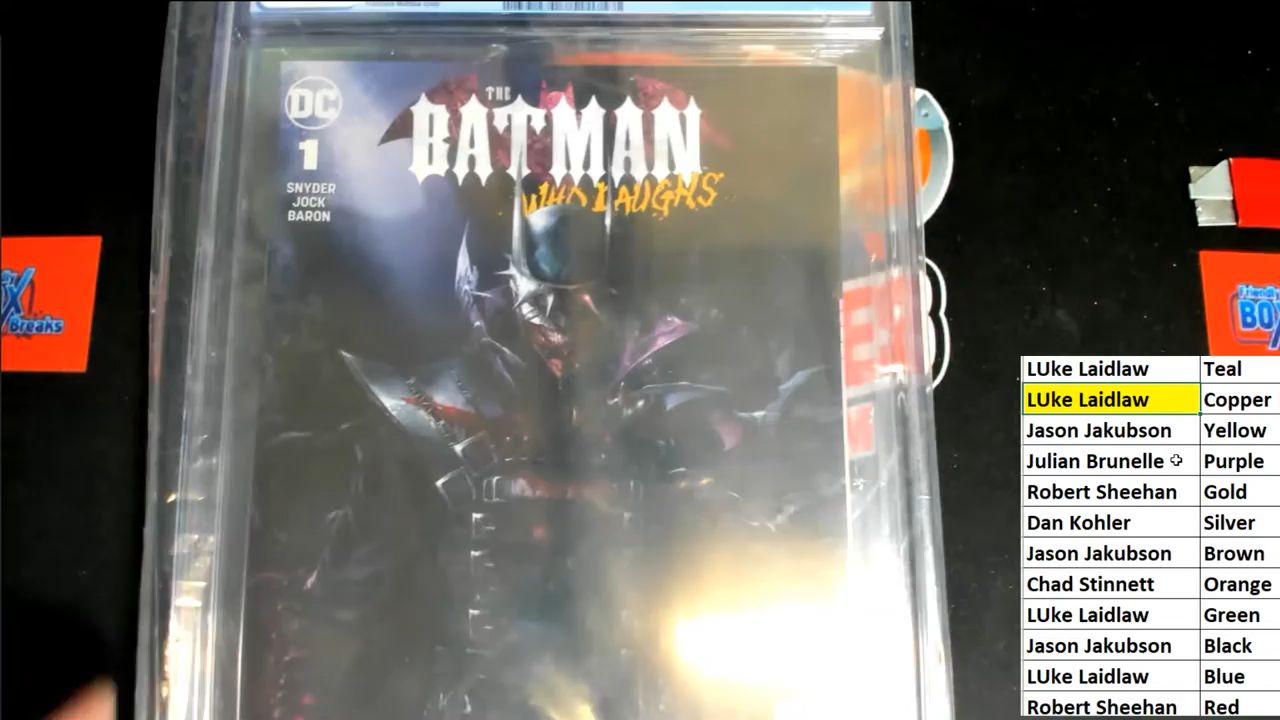 DC
1
SNYDER
JOCK
BARON
THE
BATMAN
WHO LAUGHS
Breaks
Friendly
BOX
LUke Laidlaw Teal
LUke Laidlaw Copper
Jason Jakubson Yellow
Julian Brunelle Purple
Robert Sheehan Gold
Dan Kohler Silver
Jason Jakubson Brown
Chad Stinnett Orange
LUke Laidlaw Green
Jason Jakubson Black
LUke Laidlaw Blue
Robert Sheehan Red